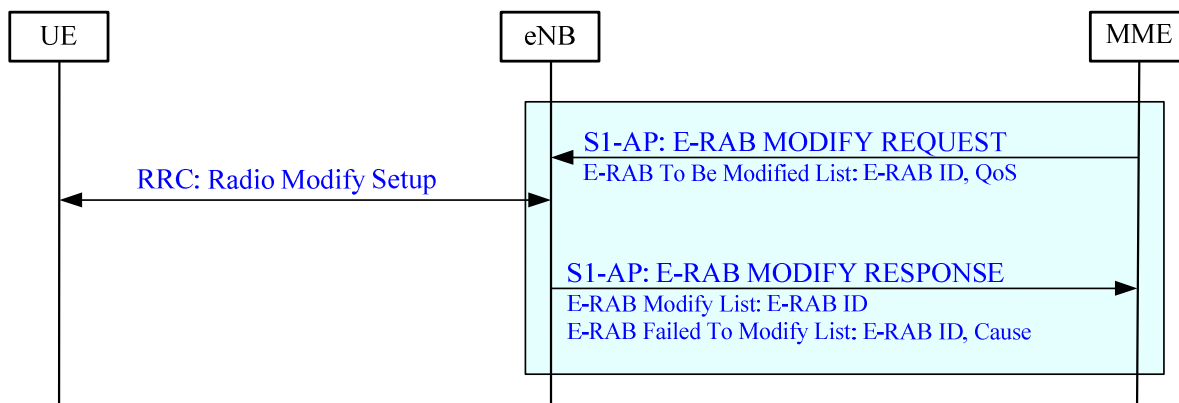 UE
eNB
MME
S1-AP: E-RAB MODIFY REQUEST
E-RAB To Be Modified List: E-RAB ID, QoS
RRC: Radio Modify Setup
S1-AP: E-RAB MODIFY RESPONSE
E-RAB Modify List: E-RAB ID
E-RAB Failed To Modify List: E-RAB ID, Cause